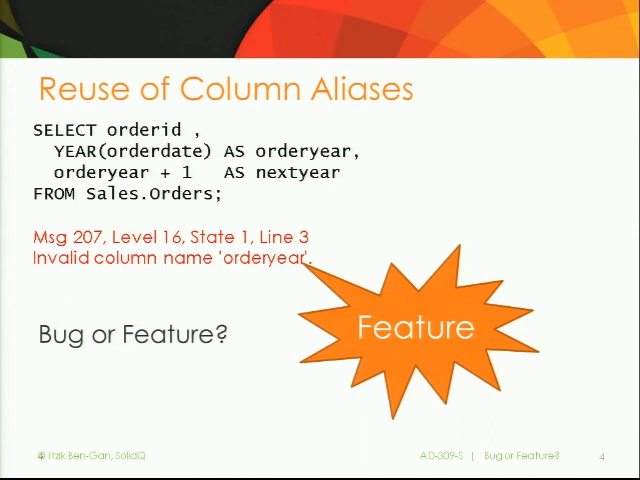 Reuse of Column Aliases
SELECT orderid ,
YEAR(orderdate) AS orderyear,
orderyear + 1 AS nextyear
FROM Sales.Orders;
Msg 207, Level 16, State 1, Line 3
Invalid column name 'orderyear'.
Feature
Bug or Feature?
© Itzik Ben-Gan, SolidQ
AD-309-S | Bug or Feature?
4